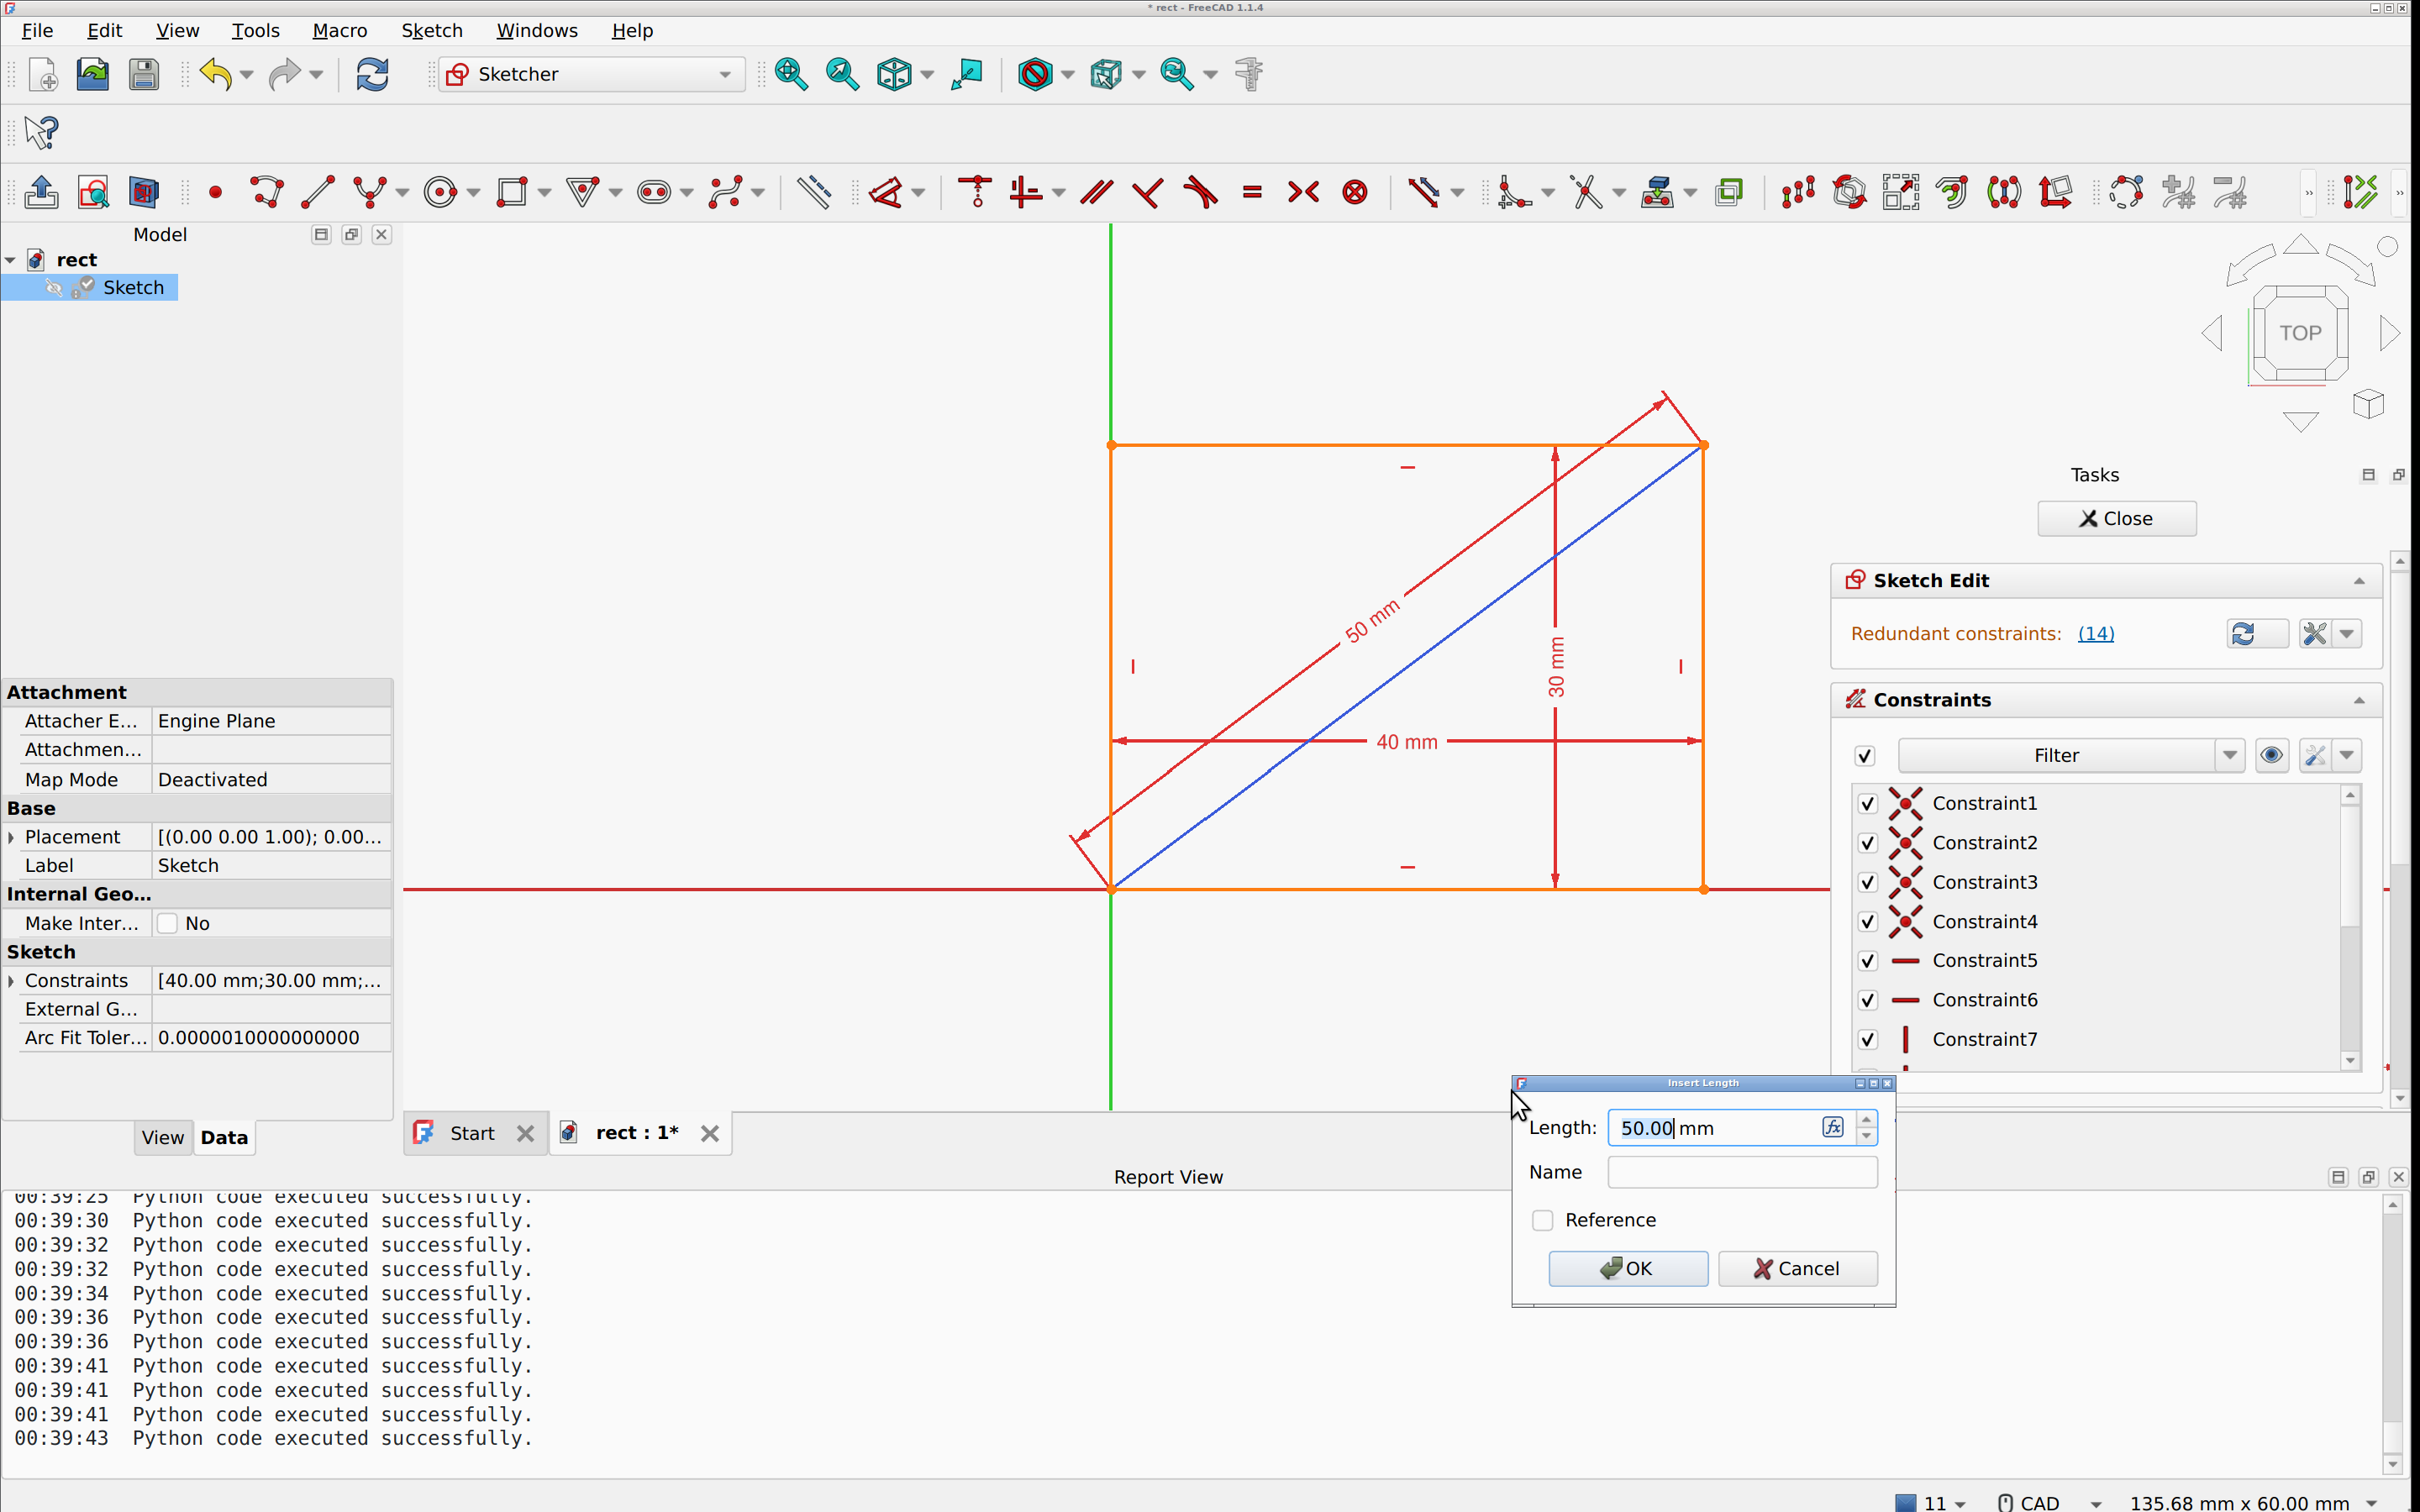 * rect - FreeCAD 1.1.4
File Edit View Tools Macro Sketch Windows Help
Sketcher
Model
rect
Sketch
TOP
Tasks
Close
Sketch Edit
Redundant constraints: (14)
Constraints
Filter
Constraint1
Constraint2
Constraint3
Constraint4
Constraint5
Constraint6
Constraint7
50 mm
30 mm
40 mm
Attachment
Attacher E... Engine Plane
Attachmen...
Map Mode Deactivated
Base
Placement [(0.00 0.00 1.00); 0.00...
Label Sketch
Internal Geo...
Make Inter... No
Sketch
Constraints [40.00 mm;30.00 mm;...
External G...
Arc Fit Toler... 0.0000010000000000
View Data
Start rect : 1*
Insert Length
Length: 50.00 mm
Name
Reference
OK Cancel
Report View
00:39:25 Python code executed successfully.
00:39:30 Python code executed successfully.
00:39:32 Python code executed successfully.
00:39:32 Python code executed successfully.
00:39:34 Python code executed successfully.
00:39:36 Python code executed successfully.
00:39:36 Python code executed successfully.
00:39:41 Python code executed successfully.
00:39:41 Python code executed successfully.
00:39:41 Python code executed successfully.
00:39:43 Python code executed successfully.
11 CAD 135.68 mm x 60.00 mm